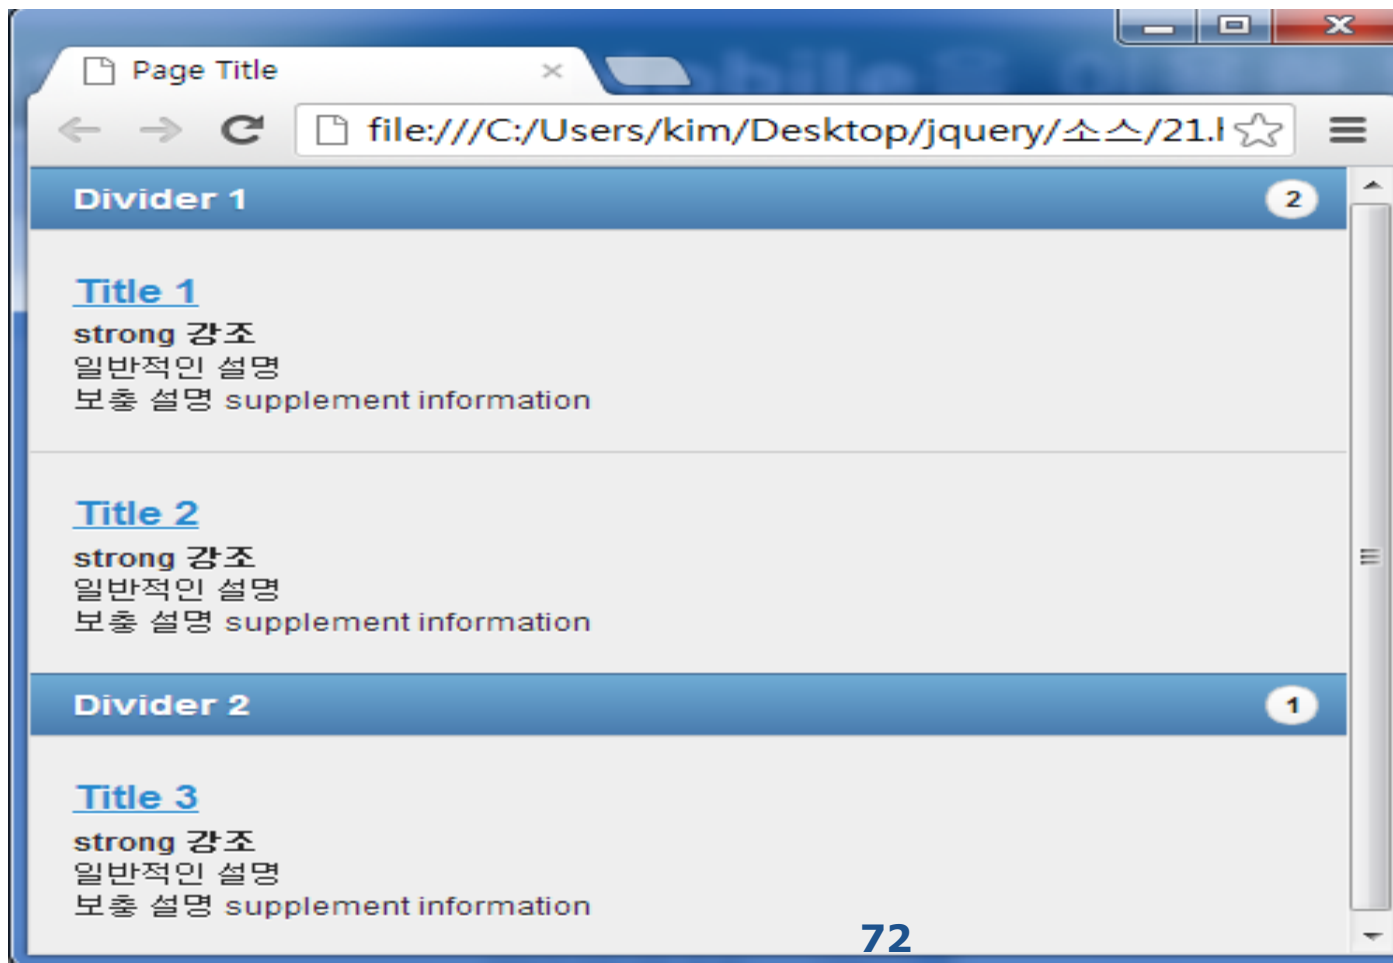 Page Title
file:///C:/Users/kim/Desktop/jquery/소스/21.h
Divider 1
2
Title 1
strong 강조
일반적인 설명
보충 설명 supplement information
Title 2
strong 강조
일반적인 설명
보충 설명 supplement information
Divider 2
1
Title 3
strong 강조
일반적인 설명
보충 설명 supplement information
72